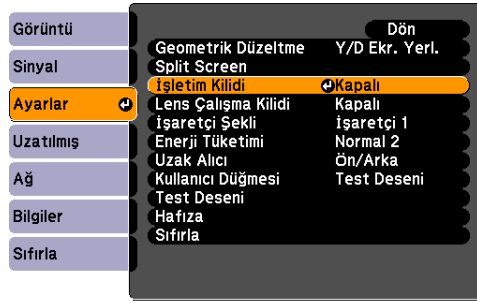 Görüntü
Sinyal
Ayarlar
Uzatılmış
Ağ
Bilgiler
Sıfırla
Dön
Geometrik Düzeltme Y/D Ekr. Yerl.
Split Screen
İşletim Kilidi Kapalı
Lens Çalışma Kilidi Kapalı
İşaretçi Şekli İşaretçi 1
Enerji Tüketimi Normal 2
Uzak Alıcı Ön/Arka
Kullanıcı Düğmesi Test Deseni
Test Deseni
Hafıza
Sıfırla